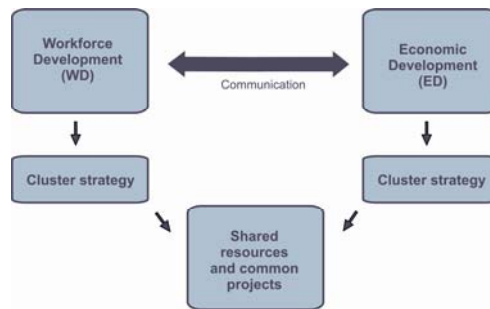 Workforce
Development
(WD)
Economic
Development
(ED)
Communication
Cluster strategy
Cluster strategy
Shared
resources
and common
projects